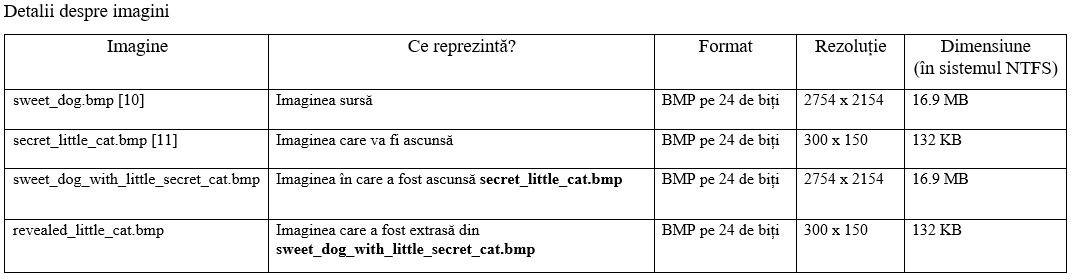 Detalii despre imagini
Imagine Ce reprezintă? Format Rezoluție Dimensiune
(în sistemul NTFS)
sweet_dog.bmp [10] Imaginea sursă BMP pe 24 de biți 2754 x 2154 16.9 MB
secret_little_cat.bmp [11] Imaginea care va fi ascunsă BMP pe 24 de biți 300 x 150 132 KB
sweet_dog_with_little_secret_cat.bmp Imaginea în care a fost ascunsă secret_little_cat.bmp BMP pe 24 de biți 2754 x 2154 16.9 MB
revealed_little_cat.bmp Imaginea care a fost extrasă din BMP pe 24 de biți 300 x 150 132 KB
sweet_dog_with_little_secret_cat.bmp